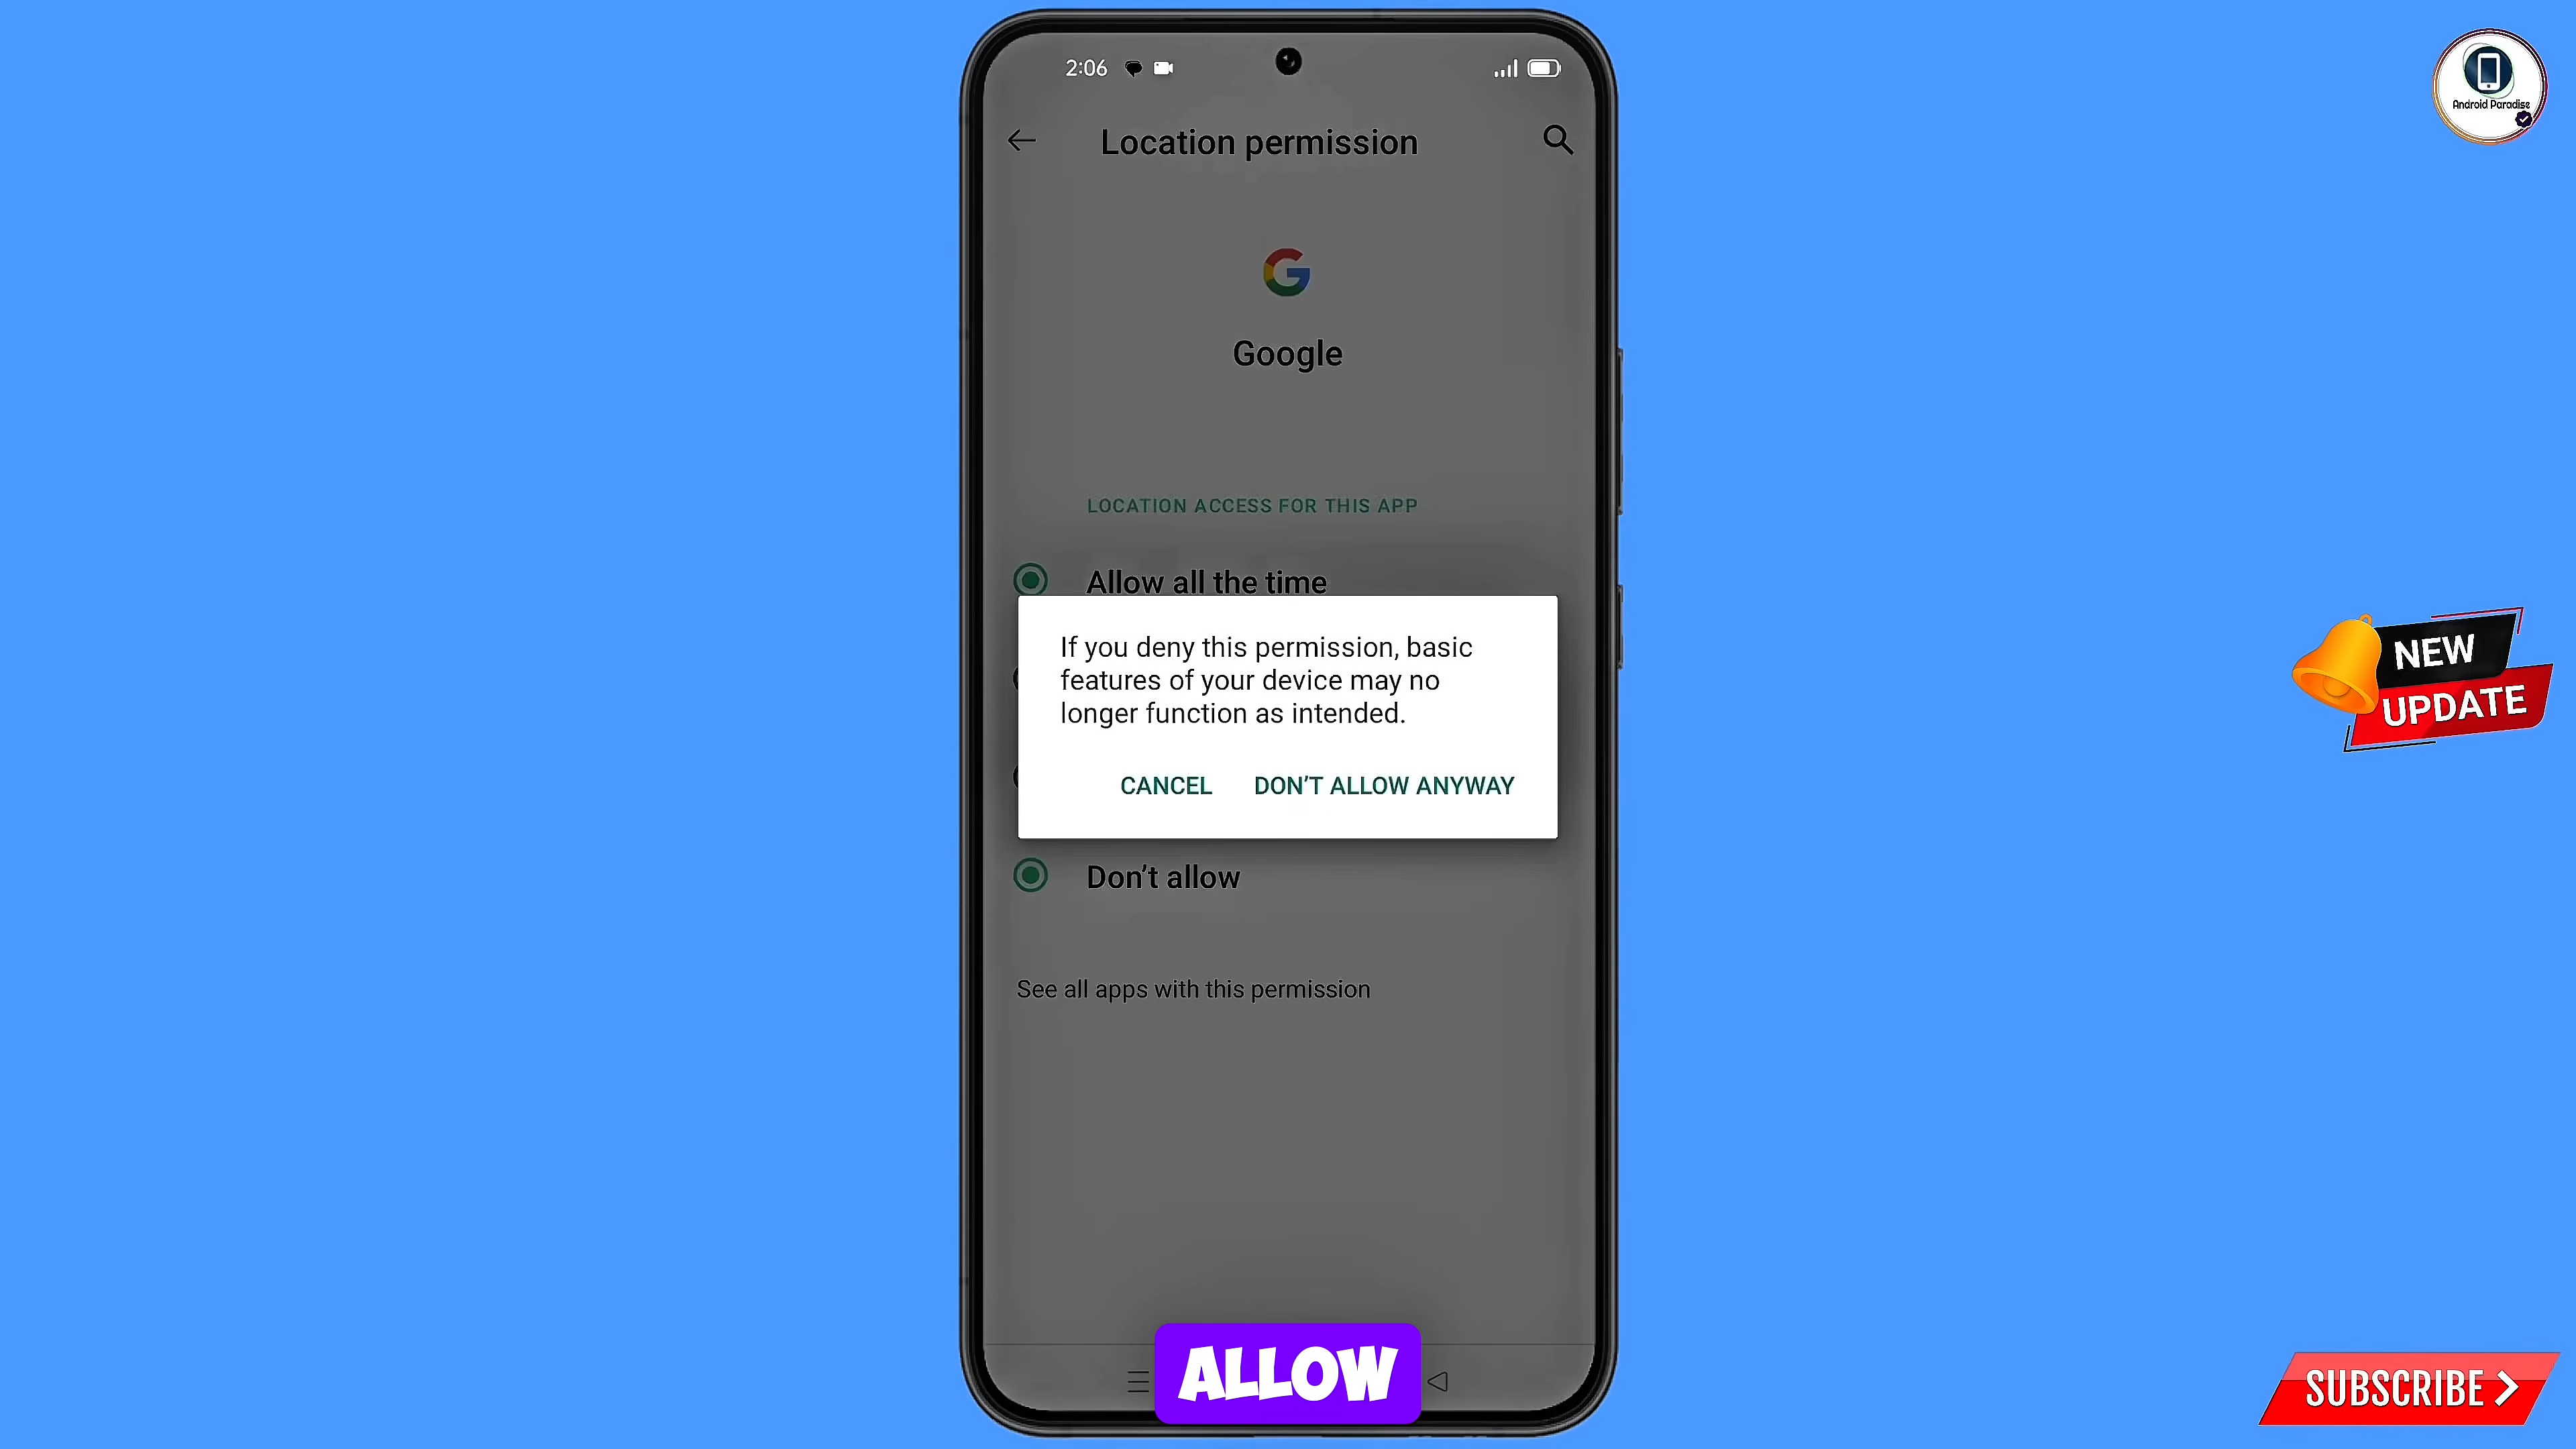 2:06
Android Paradise
Location permission
Google
LOCATION ACCESS FOR THIS APP
Allow all the time
If you deny this permission, basic
features of your device may no
longer function as intended.
CANCEL DON'T ALLOW ANYWAY
NEW
UPDATE
Don't allow
See all apps with this permission
ALLOW
SUBSCRIBE